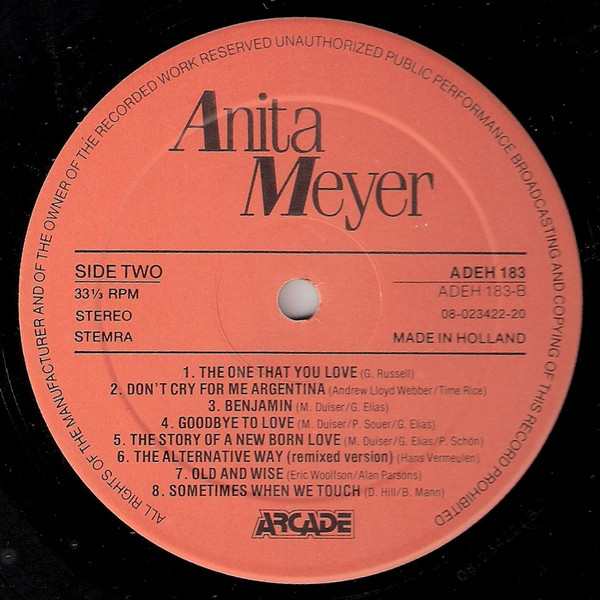 ALL RIGHTS OF THE MANUFACTURER AND OF THE OWNER OF THE RECORDED WORK RESERVED UNAUTHORIZED PUBLIC PERFORMANCE BROADCASTING AND COPYING OF THIS RECORD PROHIBITED
Anita
Meyer
SIDE TWO
33⅓ RPM
STEREO
STEMRA
ADEH 183
ADEH 183-B
08-023422-20
MADE IN HOLLAND
1. THE ONE THAT YOU LOVE (G. Russell)
2. DON'T CRY FOR ME ARGENTINA (Andrew Lloyd Webber/Time Rice)
3. BENJAMIN (M. Duiser/G. Elias)
4. GOODBYE TO LOVE (M. Duiser/P. Souer/G. Elias)
5. THE STORY OF A NEW BORN LOVE (M. Duiser/G. Elias/P. Schön)
6. THE ALTERNATIVE WAY (remixed version) (Hans Vermeulen)
7. OLD AND WISE (Eric Woolfson/Alan Parsons)
8. SOMETIMES WHEN WE TOUCH (D. Hill/B. Mann)
ARCADE